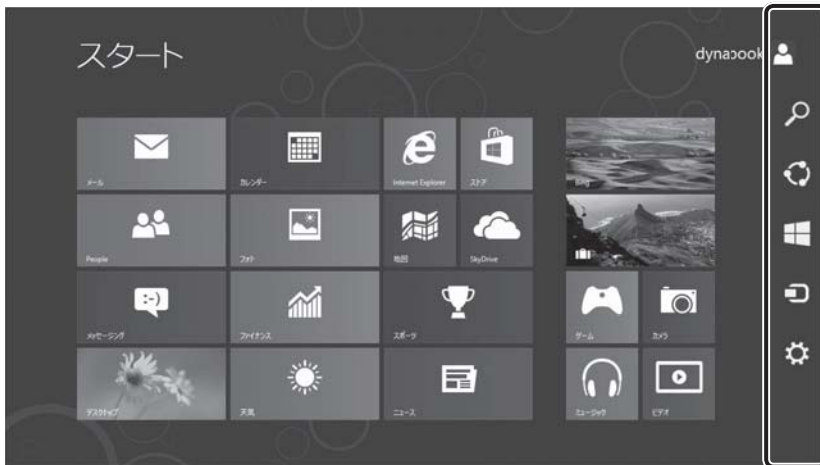 スタート
dynabook
メール
カレンダー
Internet Explorer
ストア
Bing
People
フォト
地図
SkyDrive
メッセージング
ファイナンス
スポーツ
ゲーム
カメラ
デスクトップ
天気
ニュース
ミュージック
ビデオ